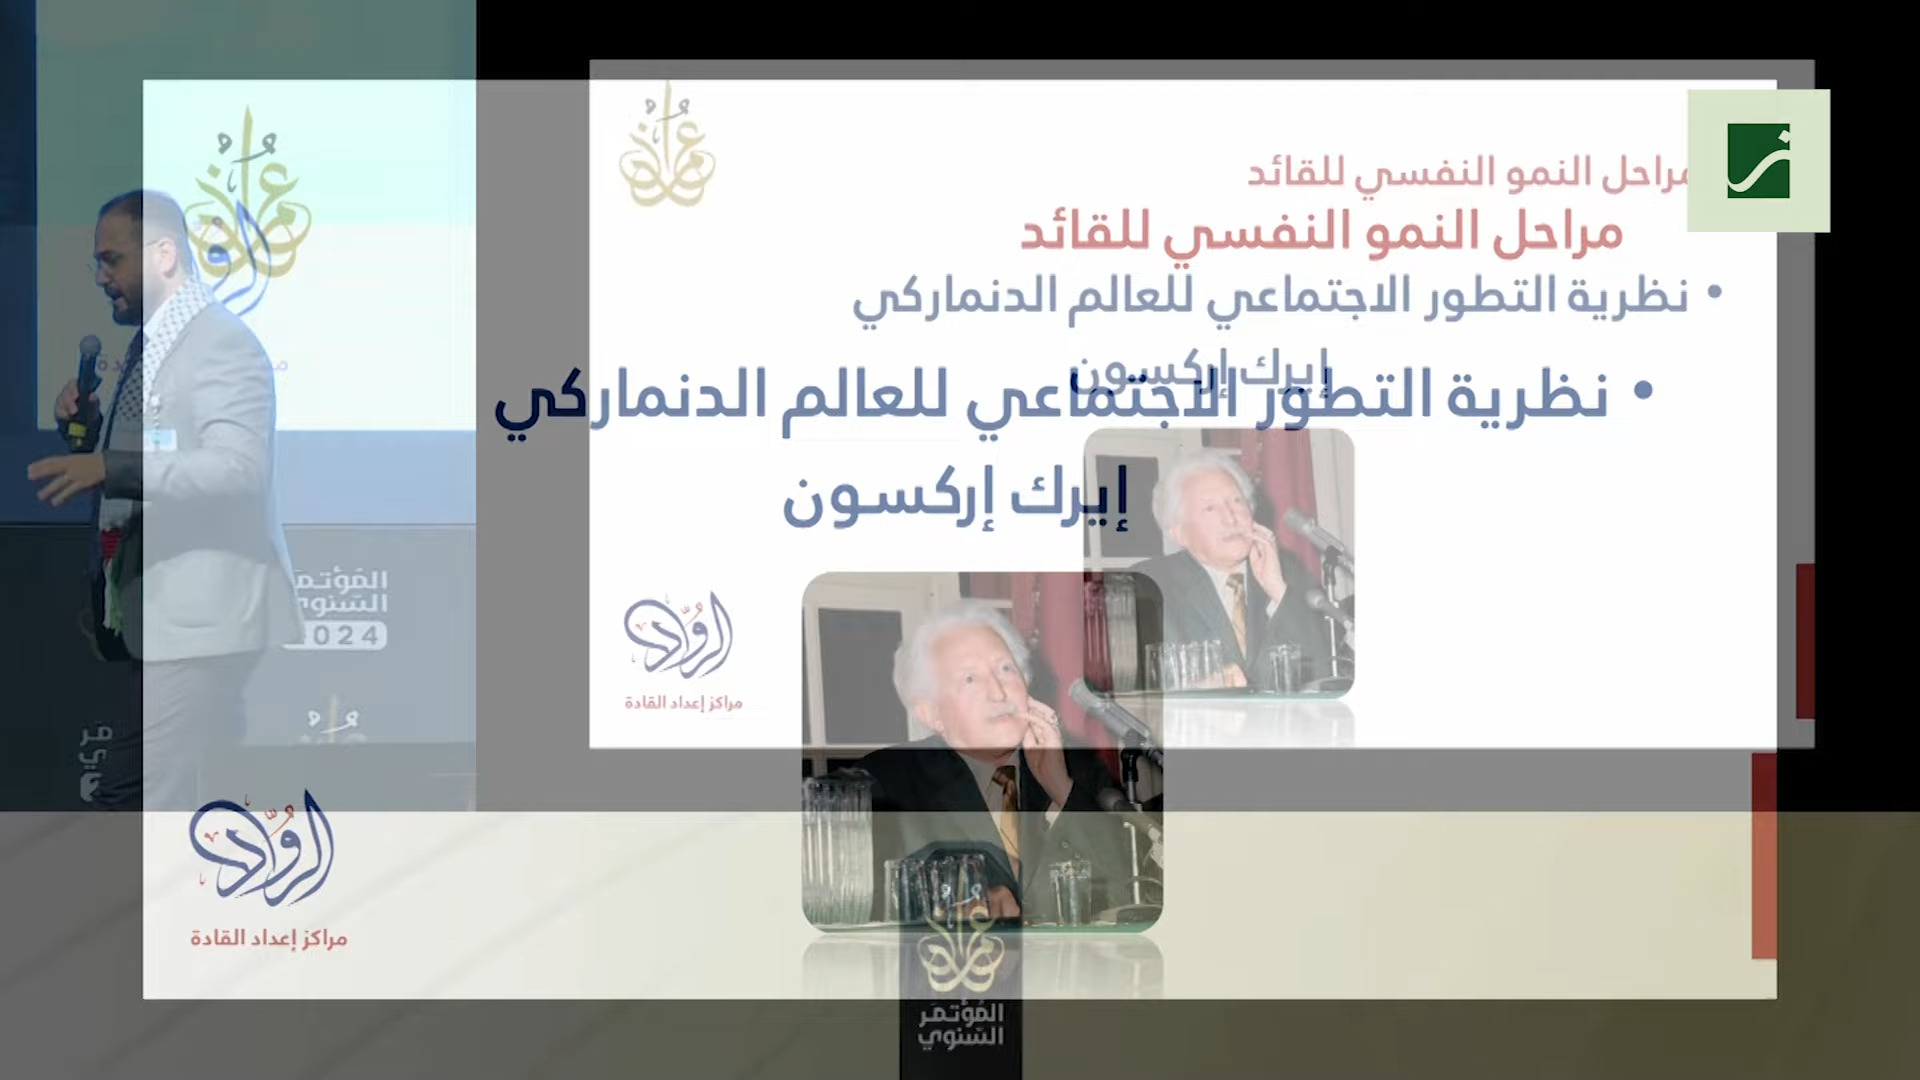 مراحل النمو النفسي للقائد
مراحل النمو النفسي للقائد
• نظرية التطور الاجتماعي للعالم الدنماركي
إيرك إركسون
• نظرية التطور الاجتماعي للعالم الدنماركي
إيرك إركسون
الرواد
مراكز إعداد القادة
الرواد
مراكز إعداد القادة
المؤتمر
السنوي
2024
المؤتمر
السنوي